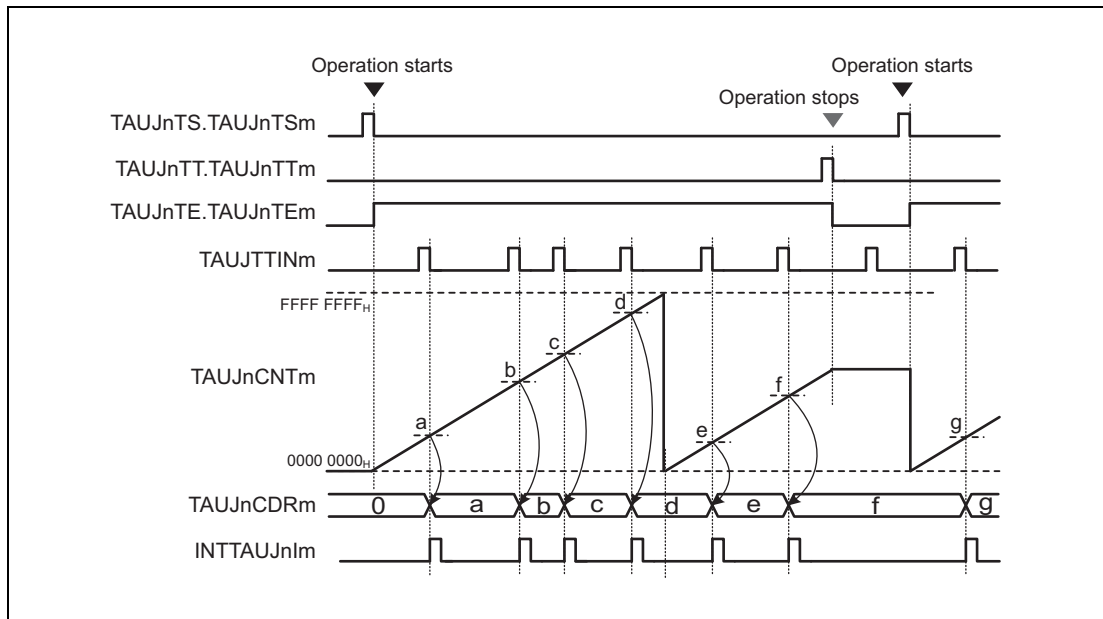 Operation starts
Operation starts
Operation stops
TAUJnTS.TAUJnTSm
TAUJnTT.TAUJnTTm
TAUJnTE.TAUJnTEm
TAUJTTINm
FFFF FFFFH
d
c
TAUJnCNTm
b
f
a
e
g
0000 0000H
TAUJnCDRm 0 a b c d e f g
INTTAUJnIm